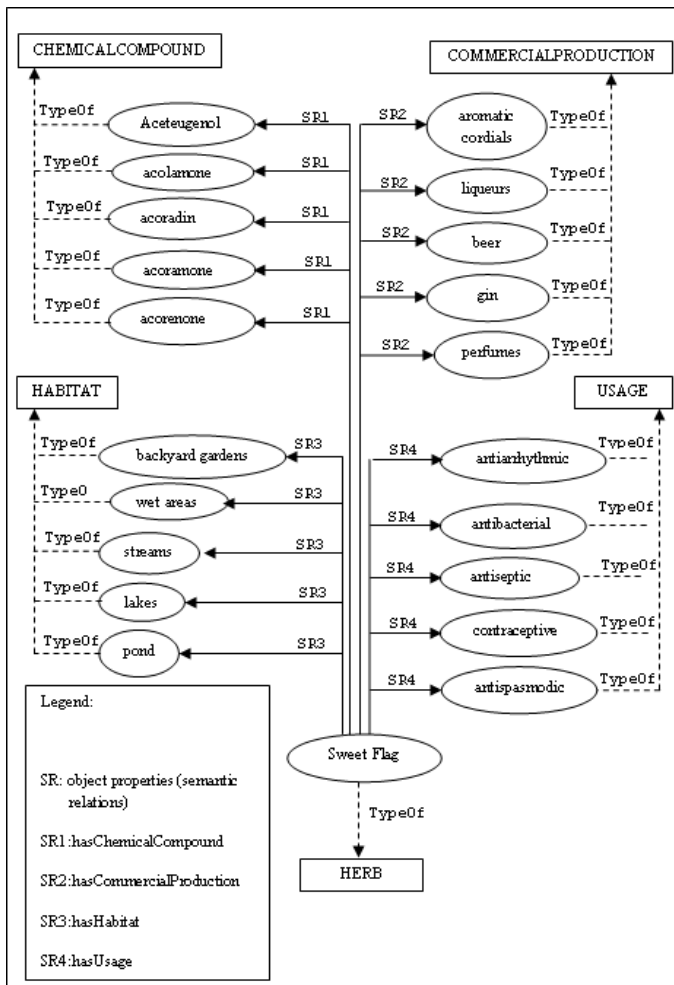 CHEMICALCOMPOUND
COMMERCIALPRODUCTION
TypeOf
Aceteugenol
SR1
TypeOf
acolamone
SR1
TypeOf
acoradin
SR1
TypeOf
acoramone
SR1
TypeOf
acorenone
SR1
SR2
aromatic
cordials
TypeOf
SR2
liqueurs
TypeOf
SR2
beer
TypeOf
SR2
gin
TypeOf
SR2
perfumes
TypeOf
HABITAT
USAGE
TypeOf
backyard gardens
SR3
TypeO
wet areas
SR3
TypeOf
streams
SR3
TypeOf
lakes
SR3
TypeOf
pond
SR3
SR4
antiarrhythmic
TypeOf
SR4
antibacterial
TypeOf
SR4
antiseptic
TypeOf
SR4
contraceptive
TypeOf
SR4
antispasmodic
TypeOf
Sweet Flag
TypeOf
HERB
Legend:
SR: object properties (semantic
relations)
SR1:hasChemicalCompound
SR2:hasCommercialProduction
SR3:hasHabitat
SR4:hasUsage